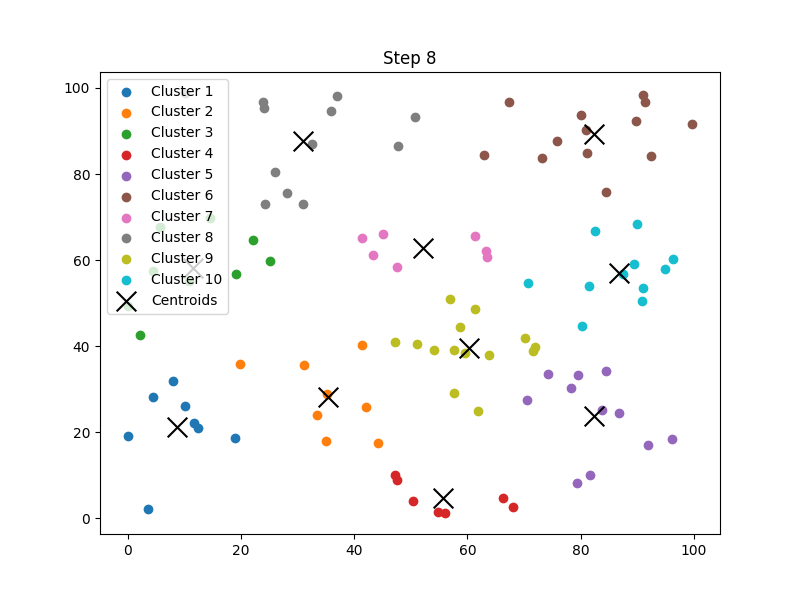 Step 8
100
80
60
40
20
0
Cluster 1
Cluster 2
Cluster 3
Cluster 4
Cluster 5
Cluster 6
Cluster 7
Cluster 8
Cluster 9
Cluster 10
Centroids
0 20 40 60 80 100